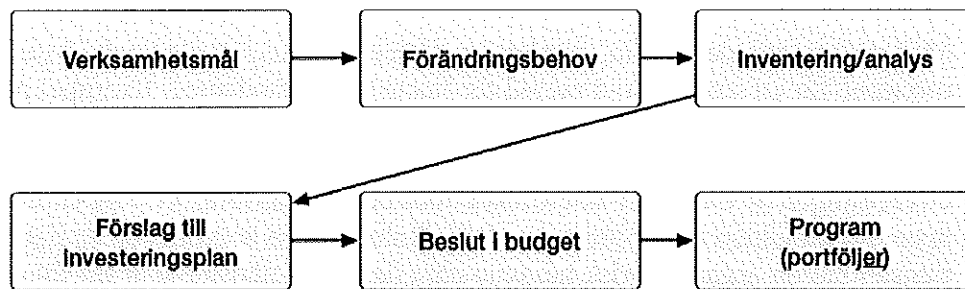 Verksamhetsmål
Förändringsbehov
Inventering/analys
Förslag till
Investeringsplan
Beslut i budget
Program
(portföljer)